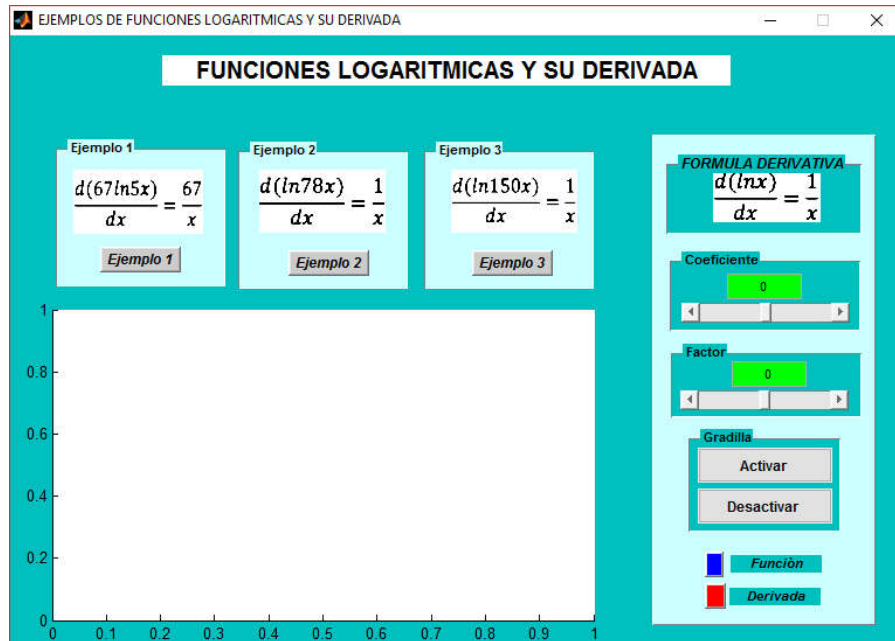 EJEMPLOS DE FUNCIONES LOGARITMICAS Y SU DERIVADA
FUNCIONES LOGARITMICAS Y SU DERIVADA
Ejemplo 1
d(67ln5x)/dx = 67/x
Ejemplo 1
Ejemplo 2
d(ln78x)/dx = 1/x
Ejemplo 2
Ejemplo 3
d(ln150x)/dx = 1/x
Ejemplo 3
FORMULA DERIVATIVA
d(lnx)/dx = 1/x
Coeficiente
0
Factor
0
Gradilla
Activar
Desactivar
Funciòn
Derivada
1
0.8
0.6
0.4
0.2
0
0 0.1 0.2 0.3 0.4 0.5 0.6 0.7 0.8 0.9 1